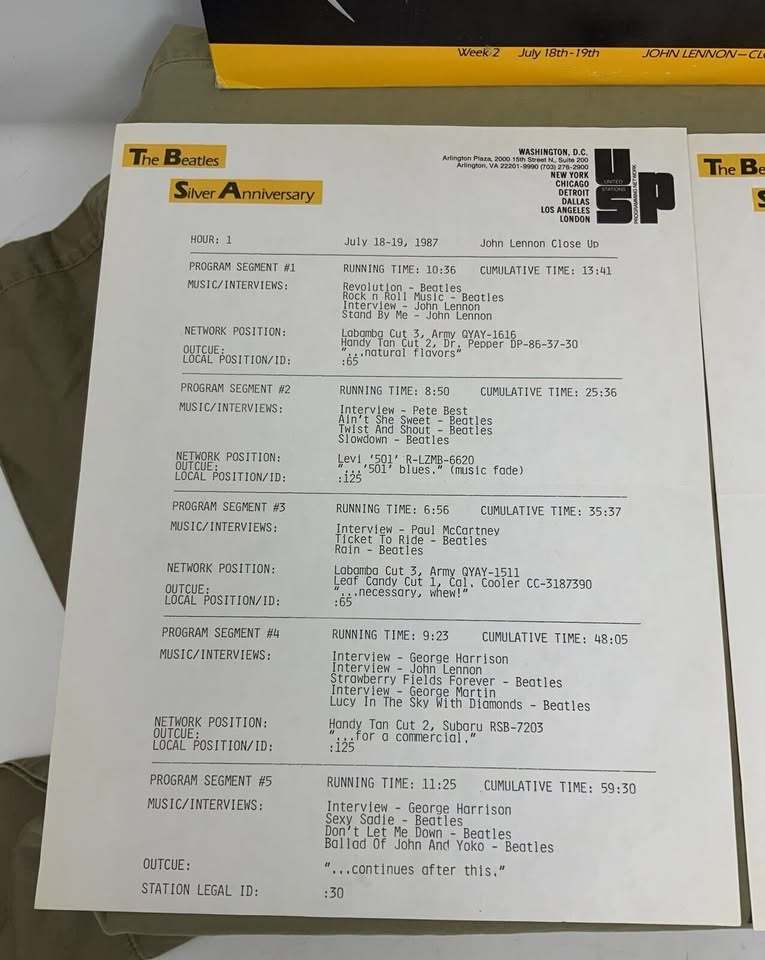 Week 2 July 18th-19th JOHN LENNON-CL
The Beatles
Silver Anniversary
WASHINGTON, D.C.
Arlington Plaza, 2000 15th Street N., Suite 200
Arlington, VA 22201-9990 (703) 276-2900
NEW YORK
CHICAGO
DETROIT
DALLAS
LOS ANGELES
LONDON
USP
UNITED
STATIONS
PROGRAMMING NETWORK
The Be
S
HOUR: 1 July 18-19, 1987 John Lennon Close Up
PROGRAM SEGMENT #1 RUNNING TIME: 10:36 CUMULATIVE TIME: 13:41
MUSIC/INTERVIEWS: Revolution - Beatles
Rock n Roll Music - Beatles
Interview - John Lennon
Stand By Me - John Lennon
NETWORK POSITION: Labamba Cut 3, Army QYAY-1616
Handy Tan Cut 2, Dr. Pepper DP-86-37-30
OUTCUE: "...natural flavors"
LOCAL POSITION/ID: :65
PROGRAM SEGMENT #2 RUNNING TIME: 8:50 CUMULATIVE TIME: 25:36
MUSIC/INTERVIEWS: Interview - Pete Best
Ain't She Sweet - Beatles
Twist And Shout - Beatles
Slowdown - Beatles
NETWORK POSITION: Levi '501' R-LZMB-6620
OUTCUE: "...'501' blues." (music fade)
LOCAL POSITION/ID: :125
PROGRAM SEGMENT #3 RUNNING TIME: 6:56 CUMULATIVE TIME: 35:37
MUSIC/INTERVIEWS: Interview - Paul McCartney
Ticket To Ride - Beatles
Rain - Beatles
NETWORK POSITION: Labamba Cut 3, Army QYAY-1511
Leaf Candy Cut 1, Cal. Cooler CC-3187390
OUTCUE: "...necessary, whew!"
LOCAL POSITION/ID: :65
PROGRAM SEGMENT #4 RUNNING TIME: 9:23 CUMULATIVE TIME: 48:05
MUSIC/INTERVIEWS: Interview - George Harrison
Interview - John Lennon
Strawberry Fields Forever - Beatles
Interview - George Martin
Lucy In The Sky With Diamonds - Beatles
NETWORK POSITION: Handy Tan Cut 2, Subaru RSB-7203
OUTCUE: "...for a commercial."
LOCAL POSITION/ID: :125
PROGRAM SEGMENT #5 RUNNING TIME: 11:25 CUMULATIVE TIME: 59:30
MUSIC/INTERVIEWS: Interview - George Harrison
Sexy Sadie - Beatles
Don't Let Me Down - Beatles
Ballad Of John And Yoko - Beatles
OUTCUE: "...continues after this."
STATION LEGAL ID: :30